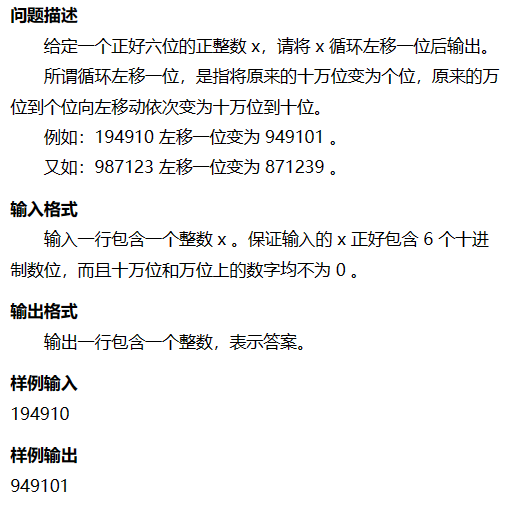 问题描述
给定一个正好六位的正整数 x，请将 x 循环左移一位后输出。
所谓循环左移一位，是指将原来的十万位变为个位，原来的万
位到个位向左移动依次变为十万位到十位。
例如：194910 左移一位变为 949101 。
又如：987123 左移一位变为 871239 。
输入格式
输入一行包含一个整数 x 。保证输入的 x 正好包含 6 个十进
制数位，而且十万位和万位上的数字均不为 0 。
输出格式
输出一行包含一个整数，表示答案。
样例输入
194910
样例输出
949101